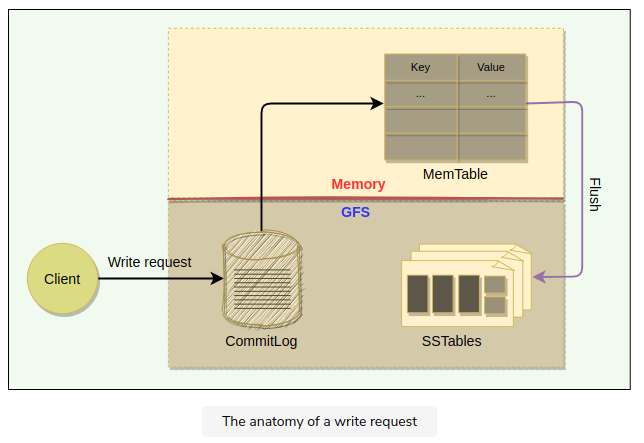 Key
Value
...
...
MemTable
Memory
GFS
Flush
Client
Write request
CommitLog
SSTables
The anatomy of a write request